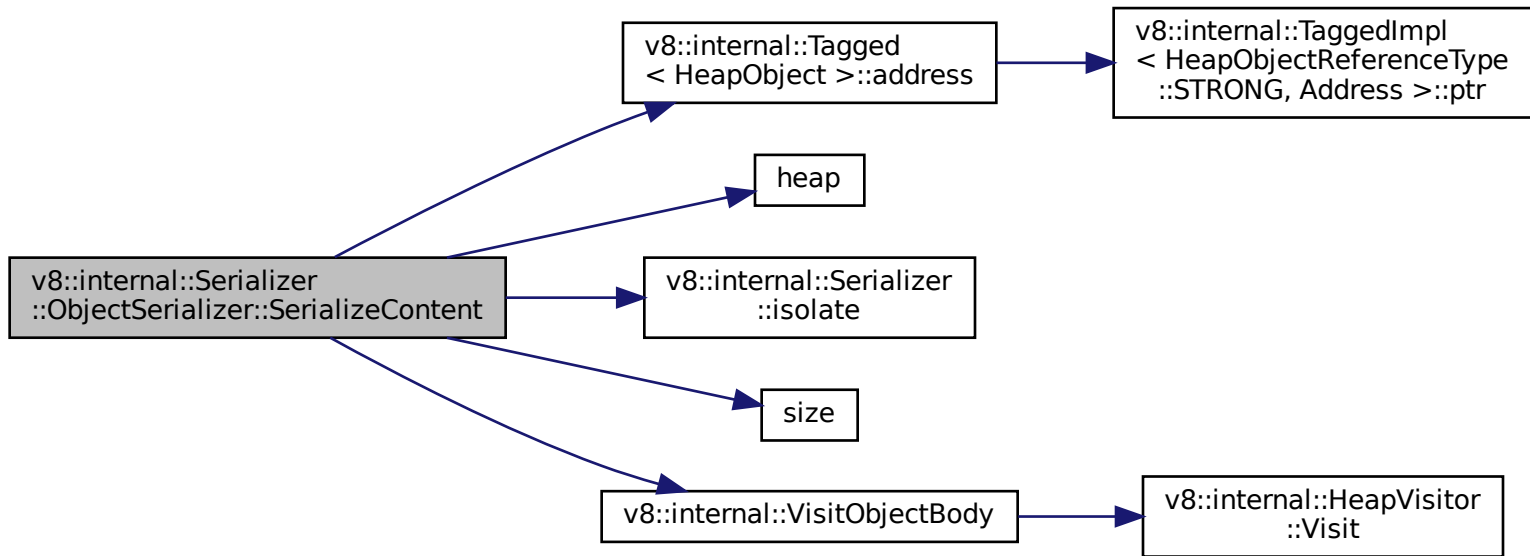 v8::internal::Tagged
< HeapObject >::address
v8::internal::TaggedImpl
< HeapObjectReferenceType
::STRONG, Address >::ptr
heap
v8::internal::Serializer
::ObjectSerializer::SerializeContent
v8::internal::Serializer
::isolate
size
v8::internal::VisitObjectBody
v8::internal::HeapVisitor
::Visit